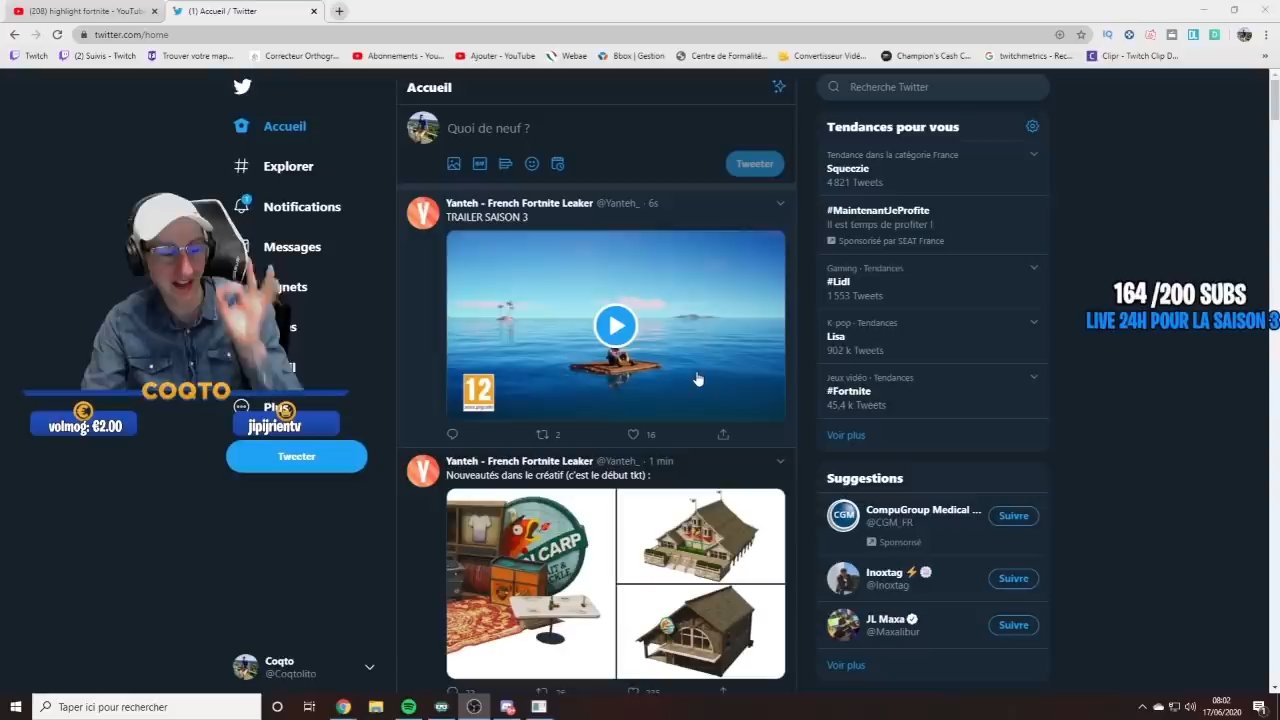 (208) highlight fortnite - YouTube
(1) Accueil / Twitter
twitter.com/home
Twitch
(2) Suivis - Twitch
Trouver votre map...
Correcteur Orthogr...
Abonnements - You...
Ajouter - YouTube
Webae
Bbox | Gestion
Centre de Formalité...
Convertisseur Vidé...
Champion's Cash C...
twitchmetrics - Rec...
Clipr - Twitch Clip D...
Accueil
Explorer
Notifications
Messages
Plus
Tweeter
Coqto
@Coqtolito
COQTO
volmog: €2.00
jipijrientv
Accueil
Quoi de neuf ?
Tweeter
Yanteh - French Fortnite Leaker @Yanteh_ · 6s
TRAILER SAISON 3
12
2
16
Yanteh - French Fortnite Leaker @Yanteh_ · 1 min
Nouveautés dans le créatif (c'est le début tkt) :
CARP
Recherche Twitter
Tendances pour vous
Tendance dans la catégorie France
Squeezie
4 821 Tweets
#MaintenantJeProfite
Il est temps de profiter !
Sponsorisé par SEAT France
Gaming · Tendances
#Lidl
1 553 Tweets
K-pop · Tendances
Lisa
902 k Tweets
Jeux vidéo · Tendances
#Fortnite
45,4 k Tweets
Voir plus
Suggestions
CGM
CompuGroup Medical ...
@CGM_FR
Suivre
Sponsorisé
Inoxtag
@Inoxtag
Suivre
JL Maxa
@Maxalibur
Suivre
Voir plus
164 /200 SUBS
LIVE 24H POUR LA SAISON 3
Taper ici pour rechercher
08:02
17/06/2020